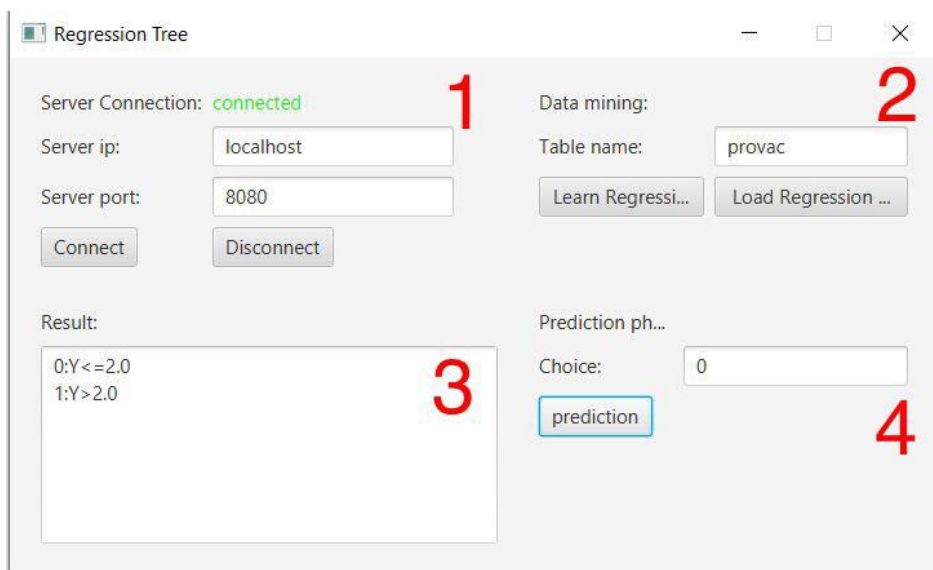 Regression Tree
Server Connection: connected
1
Server ip: localhost
Server port: 8080
Connect Disconnect
Data mining:
2
Table name: provac
Learn Regressi... Load Regression ...
Result:
0:Y<=2.0
1:Y>2.0
3
Prediction ph...
Choice: 0
prediction
4